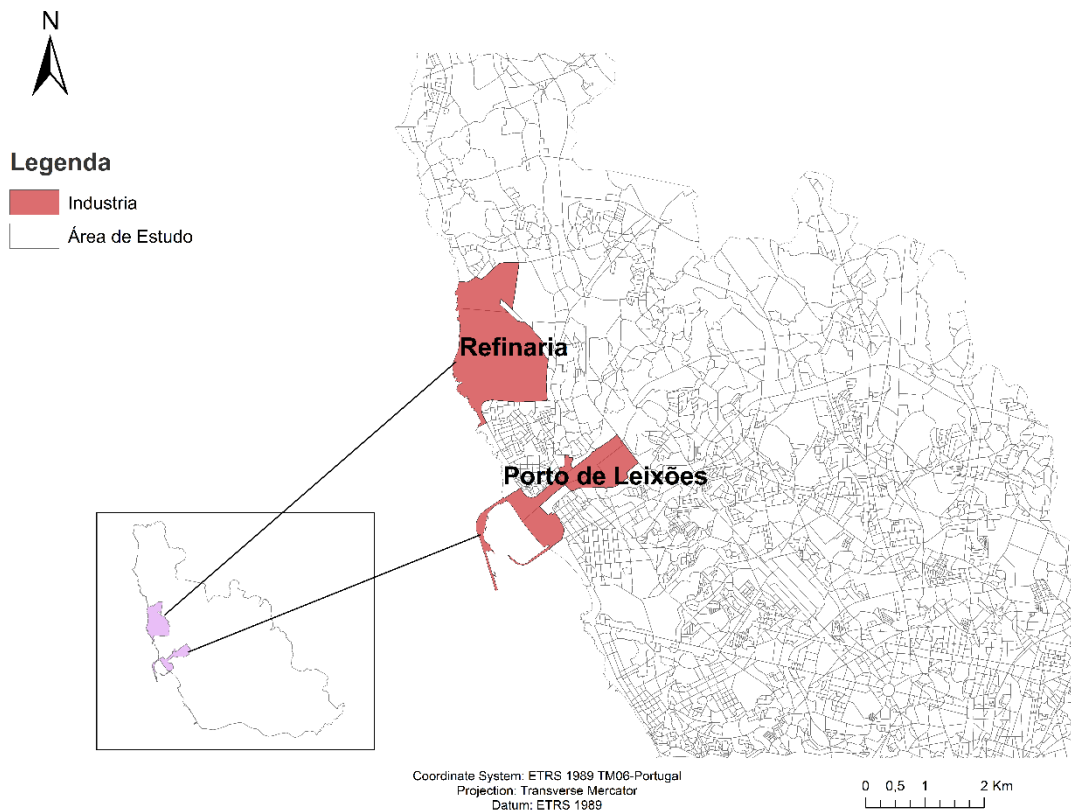 N
Legenda
Industria
Área de Estudo
Refinaria
Porto de Leixões
Coordinate System: ETRS 1989 TM06-Portugal
Projection: Transverse Mercator
Datum: ETRS 1989
0 0,5 1 2 Km